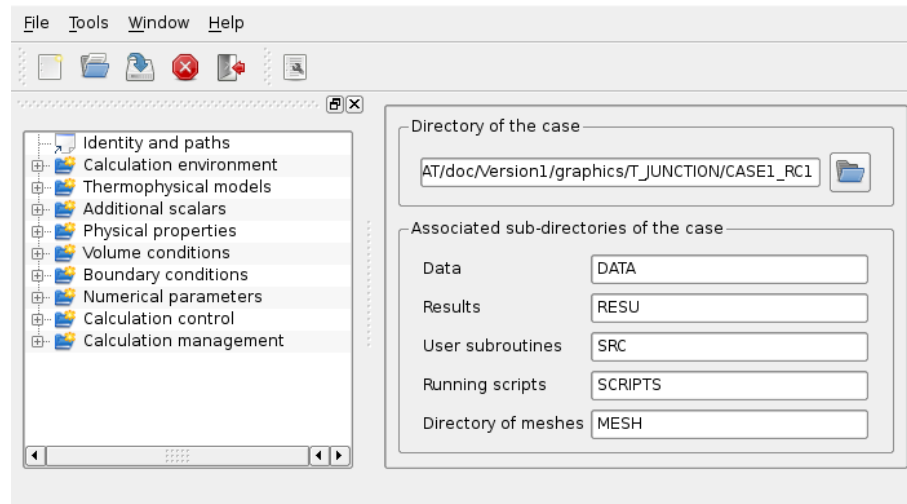 File Tools Window Help
Identity and paths
Calculation environment
Thermophysical models
Additional scalars
Physical properties
Volume conditions
Boundary conditions
Numerical parameters
Calculation control
Calculation management
Directory of the case
AT/doc/Version1/graphics/T_JUNCTION/CASE1_RC1
Associated sub-directories of the case
Data DATA
Results RESU
User subroutines SRC
Running scripts SCRIPTS
Directory of meshes MESH